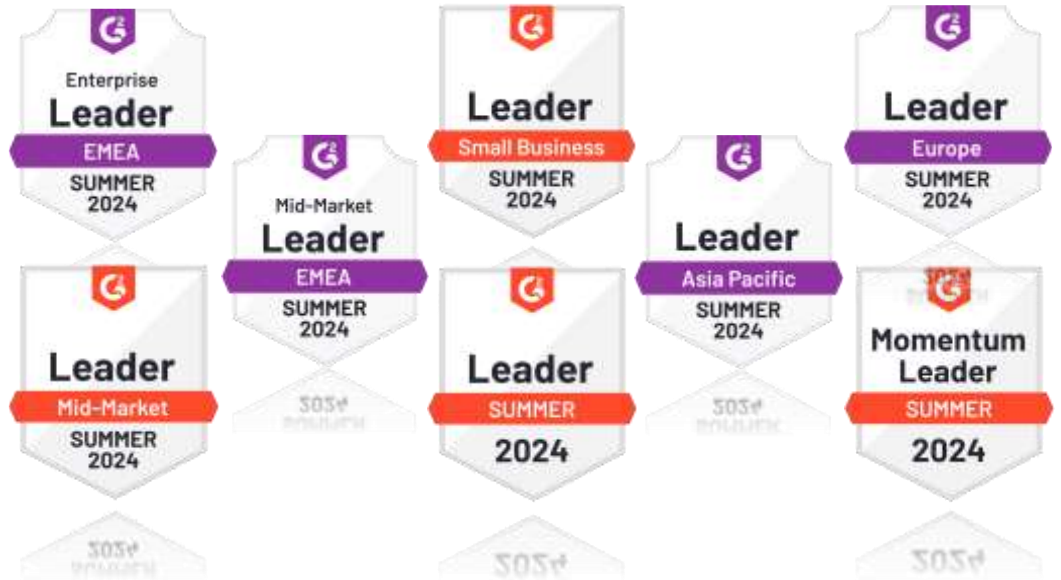 Enterprise
Leader
EMEA
SUMMER
2024
Leader
Small Business
SUMMER
2024
Leader
Europe
SUMMER
2024
Mid-Market
Leader
EMEA
SUMMER
2024
Leader
Asia Pacific
SUMMER
2024
Leader
Mid-Market
SUMMER
2024
Leader
SUMMER
2024
Momentum
Leader
SUMMER
2024